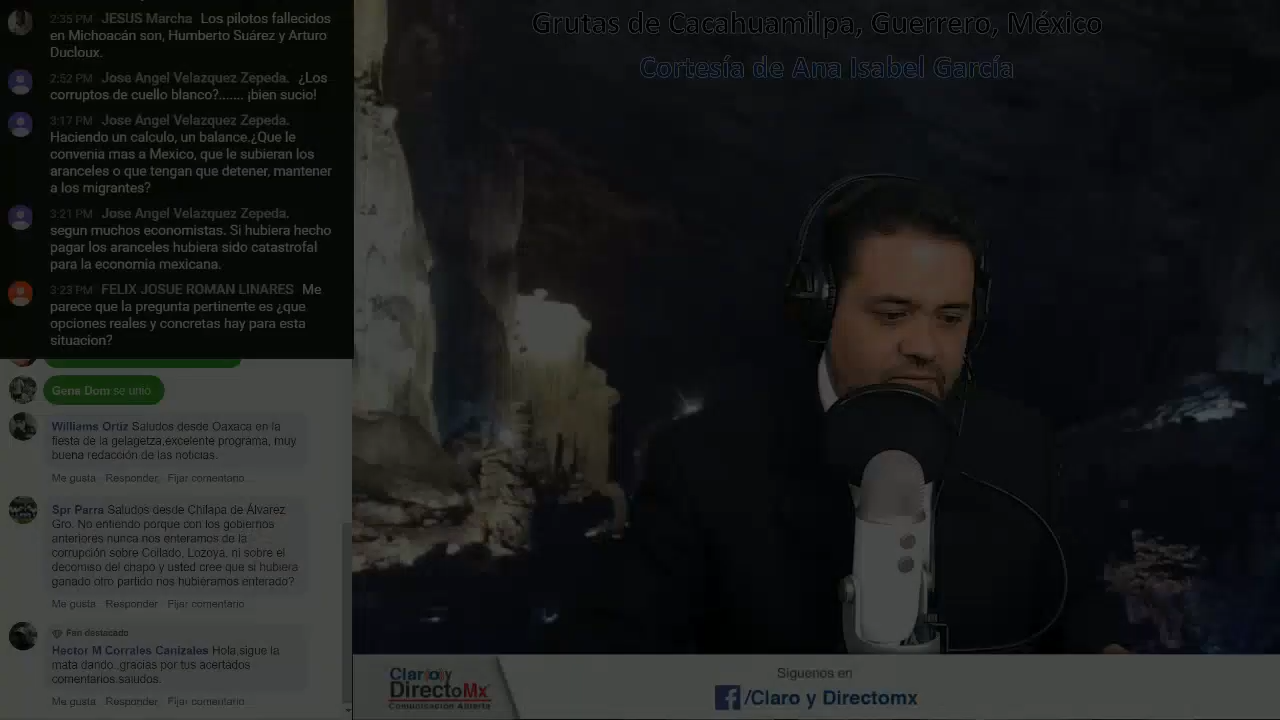 2:35 PM JESUS Marcha Los pilotos fallecidos
en Michoacán son, Humberto Suárez y Arturo
Ducloux.
2:52 PM Jose Angel Velazquez Zepeda. ¿Los
corruptos de cuello blanco?....... ¡bien sucio!
3:17 PM Jose Angel Velazquez Zepeda.
Haciendo un calculo, un balance.¿Que le
convenia mas a Mexico, que le subieran los
aranceles o que tengan que detener, mantener
a los migrantes?
3:21 PM Jose Angel Velazquez Zepeda.
segun muchos economistas. Si hubiera hecho
pagar los aranceles hubiera sido catastrofal
para la economia mexicana.
3:23 PM FELIX JOSUE ROMAN LINARES Me
parece que la pregunta pertinente es ¿que
opciones reales y concretas hay para esta
situacion?
Gens Dom se unió
Williams Ortiz Saludos desde Oaxaca en la
fiesta de la gelagetza,excelente programa, muy
buena redacción de las noticias.
Me gusta Responder Fijar comentario
Spr Parra Saludos desde Chilapa de Álvarez
Gro. No entiendo porque con los gobiernos
anteriores nunca nos enteramos de la
corrupción sobre Collado, Lozoya, ni sobre el
decomiso del chapo y usted cree que si hubiera
ganado otro partido nos hubiéramos enterado?
Me gusta Responder Fijar comentario
Fan destacado
Hector M Corrales Canizales Hola,sigue la
mata dando..gracias por tus acertados
comentarios.saludos.
Me gusta Responder Fijar comentario
Grutas de Cacahuamilpa, Guerrero, México
Cortesía de Ana Isabel García
Claro y
DirectoMx
Comunicación Abierta
Siguenos en
/Claro y Directomx